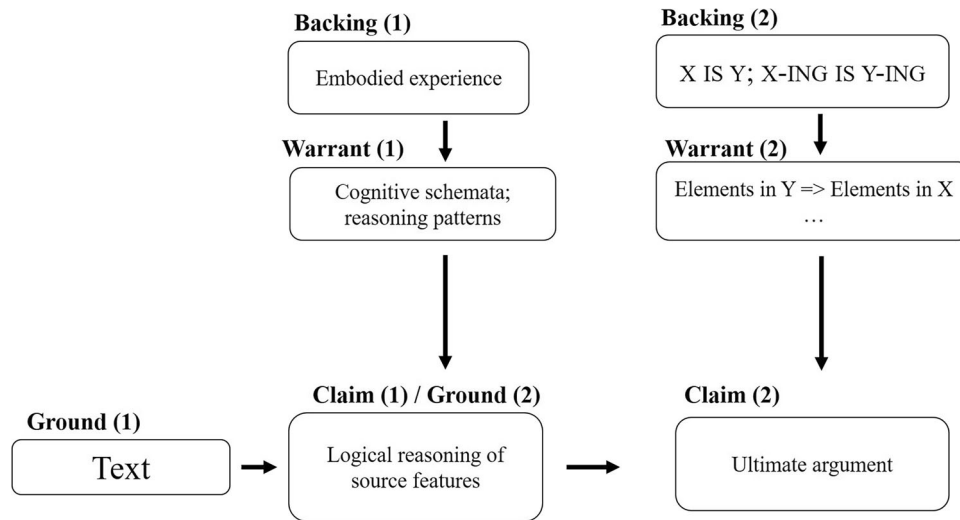 Backing (1)
Embodied experience
Backing (2)
X IS Y; X-ING IS Y-ING
Warrant (1)
Cognitive schemata;
reasoning patterns
Warrant (2)
Elements in Y => Elements in X
…
Ground (1)
Text
Claim (1) / Ground (2)
Logical reasoning of
source features
Claim (2)
Ultimate argument